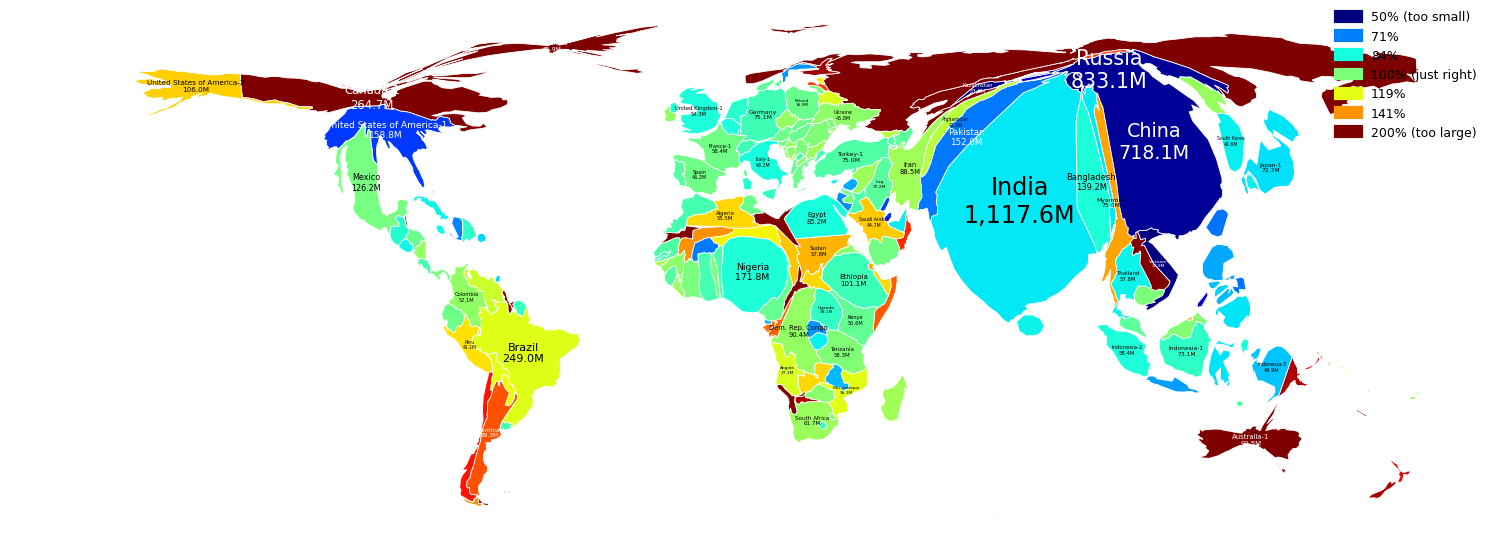 50% (too small)
71%
84%
100% (just right)
119%
141%
200% (too large)
Russia
833.1M
United States of America-2
106.0M
Canada-1
264.7M
United States of America-1
158.8M
Mexico
126.2M
United Kingdom-1
54.3M
Germany
75.1M
Poland
Ukraine
45.8M
France-1
58.4M
Italy-1
43.2M
Spain
46.2M
Turkey-1
75.0M
Iraq
37.2M
Iran
88.5M
Kazakhstan
Afghanistan
Pakistan
152.0M
China
718.1M
South Korea
42.6M
Japan-1
72.3M
India
1,117.6M
Bangladesh
139.2M
Myanmar
75.0M
Algeria
55.5M
Egypt
85.2M
Saudi Arabia
44.7M
Sudan
57.8M
Nigeria
171.8M
Ethiopia
101.1M
Vietnam
Thailand
57.8M
Colombia
52.1M
Uganda
39.1M
Kenya
50.6M
Dem. Rep. Congo
90.4M
Peru
41.1M
Brazil
249.0M
Tanzania
58.3M
Indonesia-2
58.4M
Indonesia-1
73.1M
Indonesia-3
49.9M
Angola
37.1M
Mozambique
36.3M
South Africa
61.7M
69.3M
Australia-1